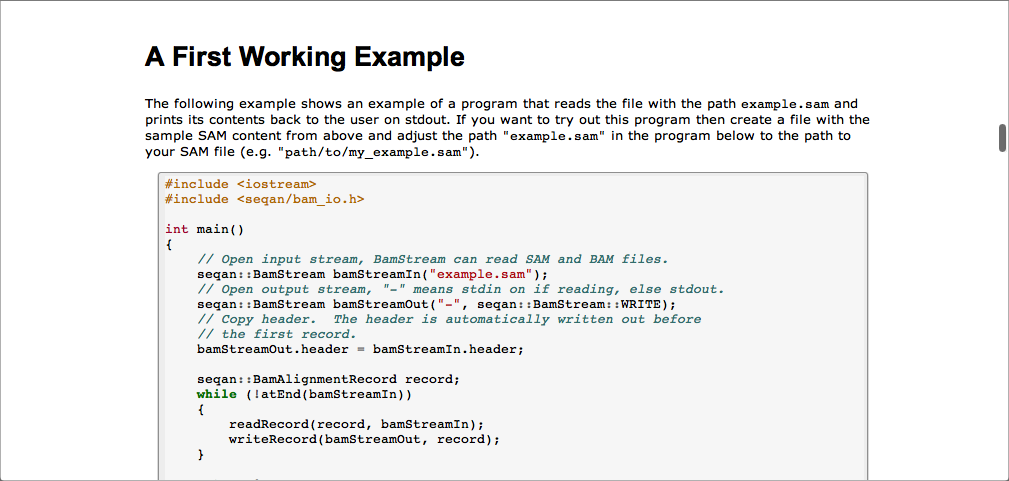 A First Working Example
The following example shows an example of a program that reads the file with the path example.sam and
prints its contents back to the user on stdout. If you want to try out this program then create a file with the
sample SAM content from above and adjust the path "example.sam" in the program below to the path to
your SAM file (e.g. "path/to/my_example.sam").
#include <iostream>
#include <seqan/bam_io.h>
int main()
{
    // Open input stream, BamStream can read SAM and BAM files.
    seqan::BamStream bamStreamIn("example.sam");
    // Open output stream, "-" means stdin on if reading, else stdout.
    seqan::BamStream bamStreamOut("-", seqan::BamStream::WRITE);
    // Copy header.  The header is automatically written out before
    // the first record.
    bamStreamOut.header = bamStreamIn.header;
    seqan::BamAlignmentRecord record;
    while (!atEnd(bamStreamIn))
    {
        readRecord(record, bamStreamIn);
        writeRecord(bamStreamOut, record);
    }